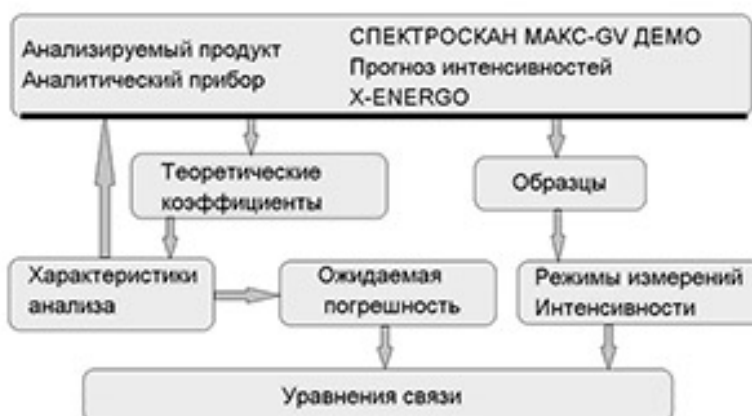 Анализируемый продукт
Аналитический прибор
СПЕКТРОСКАН МАКС-GV ДЕМО
Прогноз интенсивностей
X-ENERGO
Теоретические
коэффициенты
Образцы
Характеристики
анализа
Ожидаемая
погрешность
Режимы измерений
Интенсивности
Уравнения связи